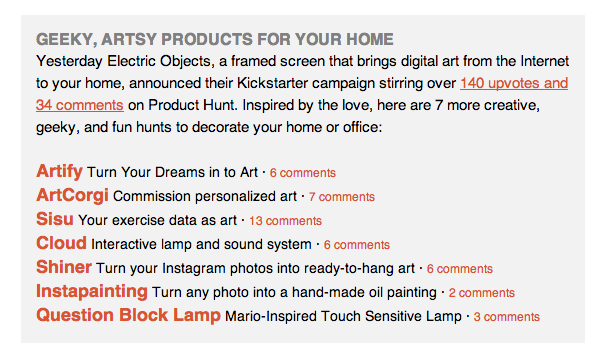 GEEKY, ARTSY PRODUCTS FOR YOUR HOME
Yesterday Electric Objects, a framed screen that brings digital art from the Internet
to your home, announced their Kickstarter campaign stirring over 140 upvotes and
34 comments on Product Hunt. Inspired by the love, here are 7 more creative,
geeky, and fun hunts to decorate your home or office:
Artify Turn Your Dreams in to Art · 6 comments
ArtCorgi Commission personalized art · 7 comments
Sisu Your exercise data as art · 13 comments
Cloud Interactive lamp and sound system · 6 comments
Shiner Turn your Instagram photos into ready-to-hang art · 6 comments
Instapainting Turn any photo into a hand-made oil painting · 2 comments
Question Block Lamp Mario-Inspired Touch Sensitive Lamp · 3 comments